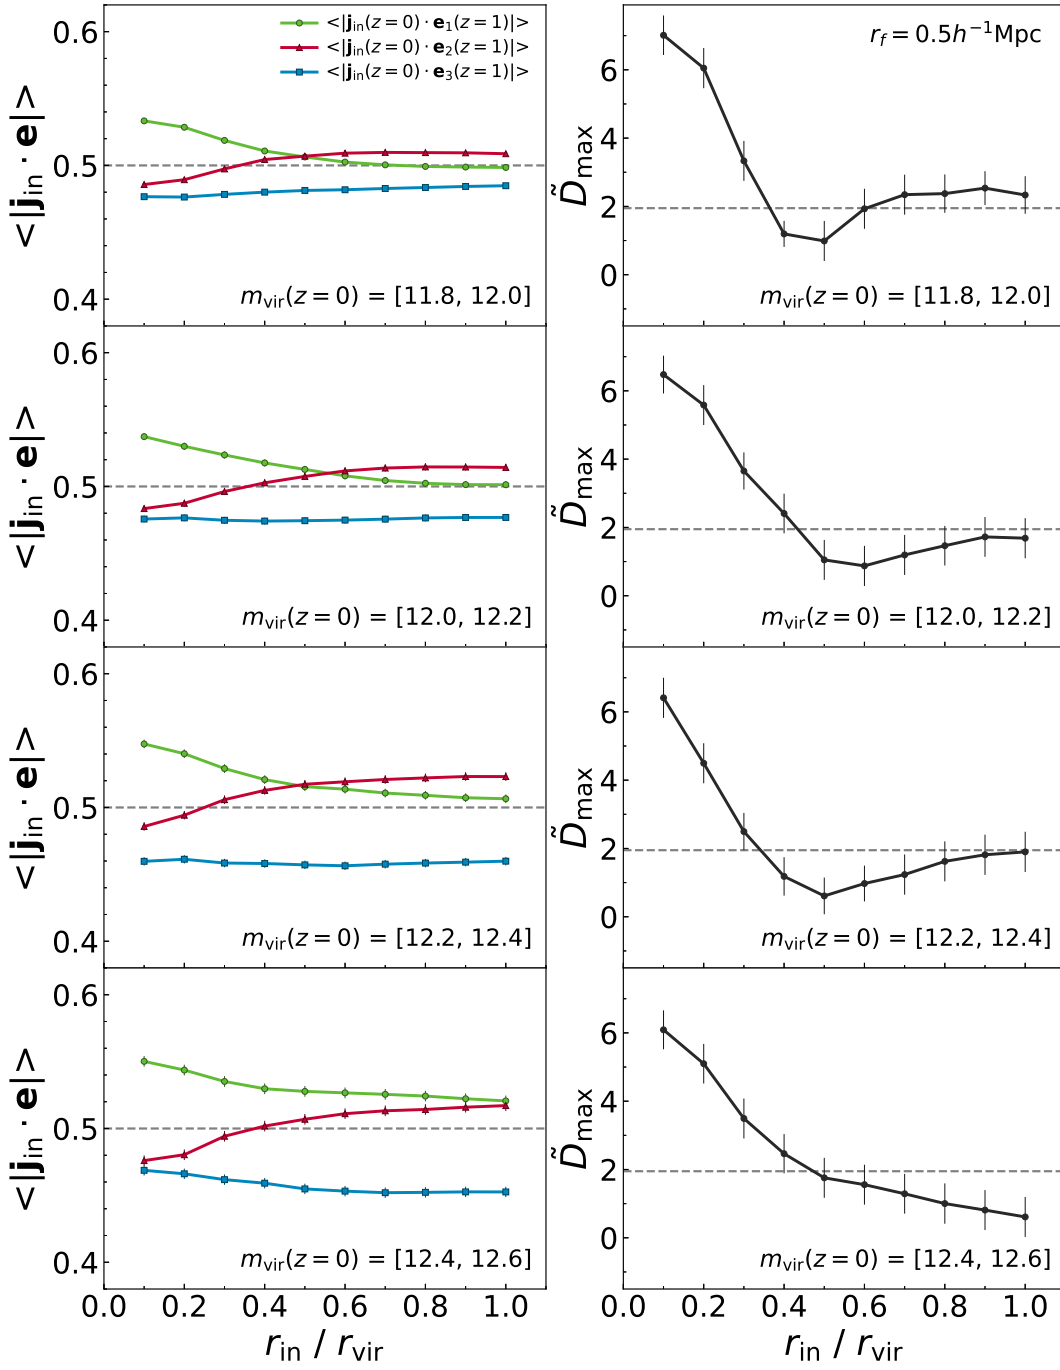 0.6
0.5
0.4
<|j_in · e|>
<|j_in(z=0) · e_1(z=1)|>
<|j_in(z=0) · e_2(z=1)|>
<|j_in(z=0) · e_3(z=1)|>
m_vir(z = 0) = [11.8, 12.0]
6
4
2
0
D̃_max
r_f = 0.5h⁻¹Mpc
m_vir(z = 0) = [11.8, 12.0]
0.6
0.5
0.4
<|j_in · e|>
m_vir(z = 0) = [12.0, 12.2]
6
4
2
0
D̃_max
m_vir(z = 0) = [12.0, 12.2]
0.6
0.5
0.4
<|j_in · e|>
m_vir(z = 0) = [12.2, 12.4]
6
4
2
0
D̃_max
m_vir(z = 0) = [12.2, 12.4]
0.6
0.5
0.4
<|j_in · e|>
m_vir(z = 0) = [12.4, 12.6]
0.0 0.2 0.4 0.6 0.8 1.0
r_in / r_vir
6
4
2
0
D̃_max
m_vir(z = 0) = [12.4, 12.6]
0.0 0.2 0.4 0.6 0.8 1.0
r_in / r_vir